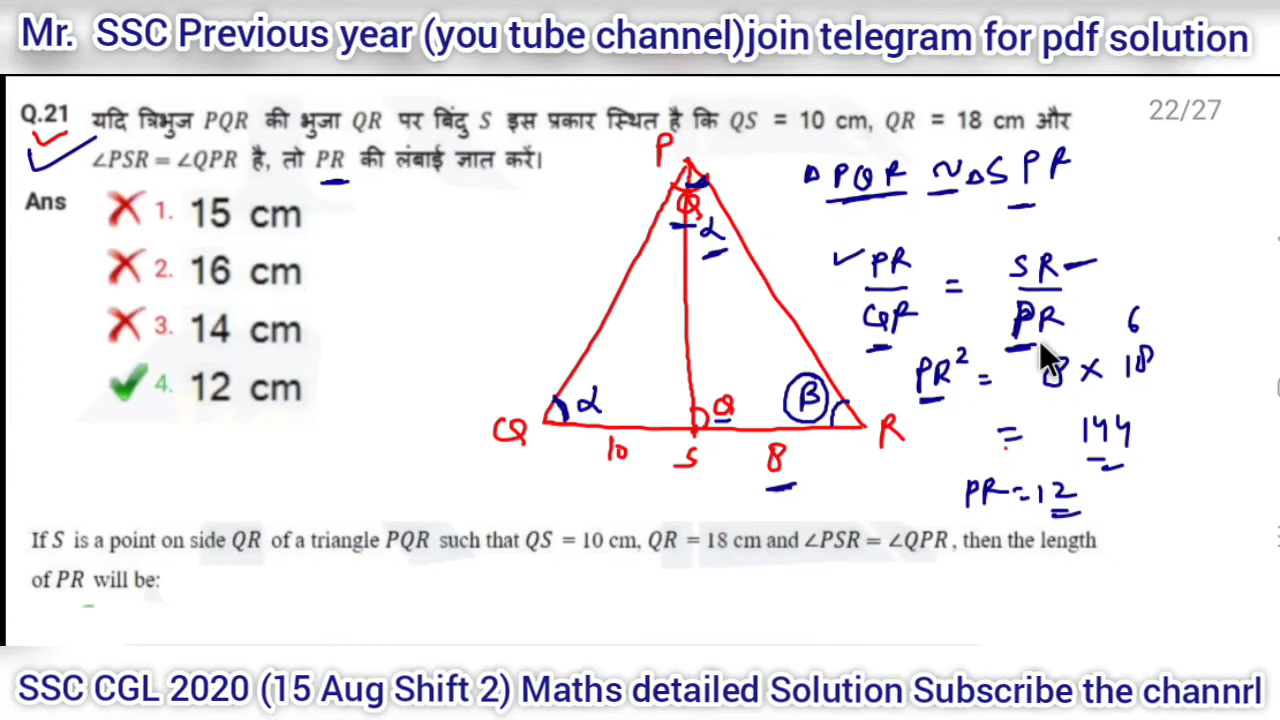 Mr. SSC Previous year (you tube channel)join telegram for pdf solution
Q.21 यदि त्रिभुज PQR की भुजा QR पर बिंदु S इस प्रकार स्थित है कि QS = 10 cm, QR = 18 cm और
∠PSR = ∠QPR है, तो PR की लंबाई ज्ञात करें।
22/27
Ans
1. 15 cm
2. 16 cm
3. 14 cm
4. 12 cm
P
Q
α
α
Q
10
S
Q
8
β
R
Δ PQR ~ Δ SPR
PR/QR = SR/PR
6
PR² = 8 × 18
= 144
PR = 12
If S is a point on side QR of a triangle PQR such that QS = 10 cm, QR = 18 cm and ∠PSR = ∠QPR, then the length
of PR will be:
SSC CGL 2020 (15 Aug Shift 2) Maths detailed Solution Subscribe the channrl